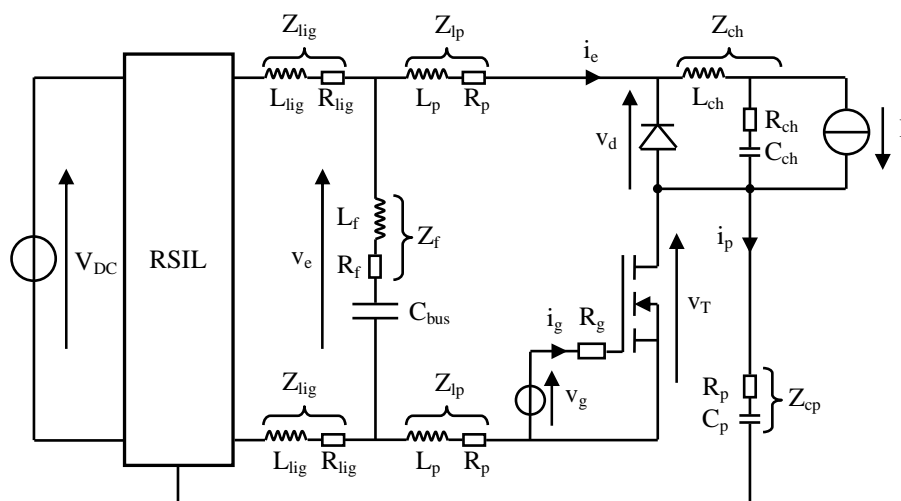 Z_lig Z_lp Z_ch
i_e
L_lig R_lig L_p R_p L_ch
R_ch
C_ch
v_d
L_f
Z_f
R_f
i_p
V_DC RSIL v_e
C_bus
v_T
i_g R_g
Z_lig Z_lp
v_g
R_p
Z_cp
C_p
L_lig R_lig L_p R_p